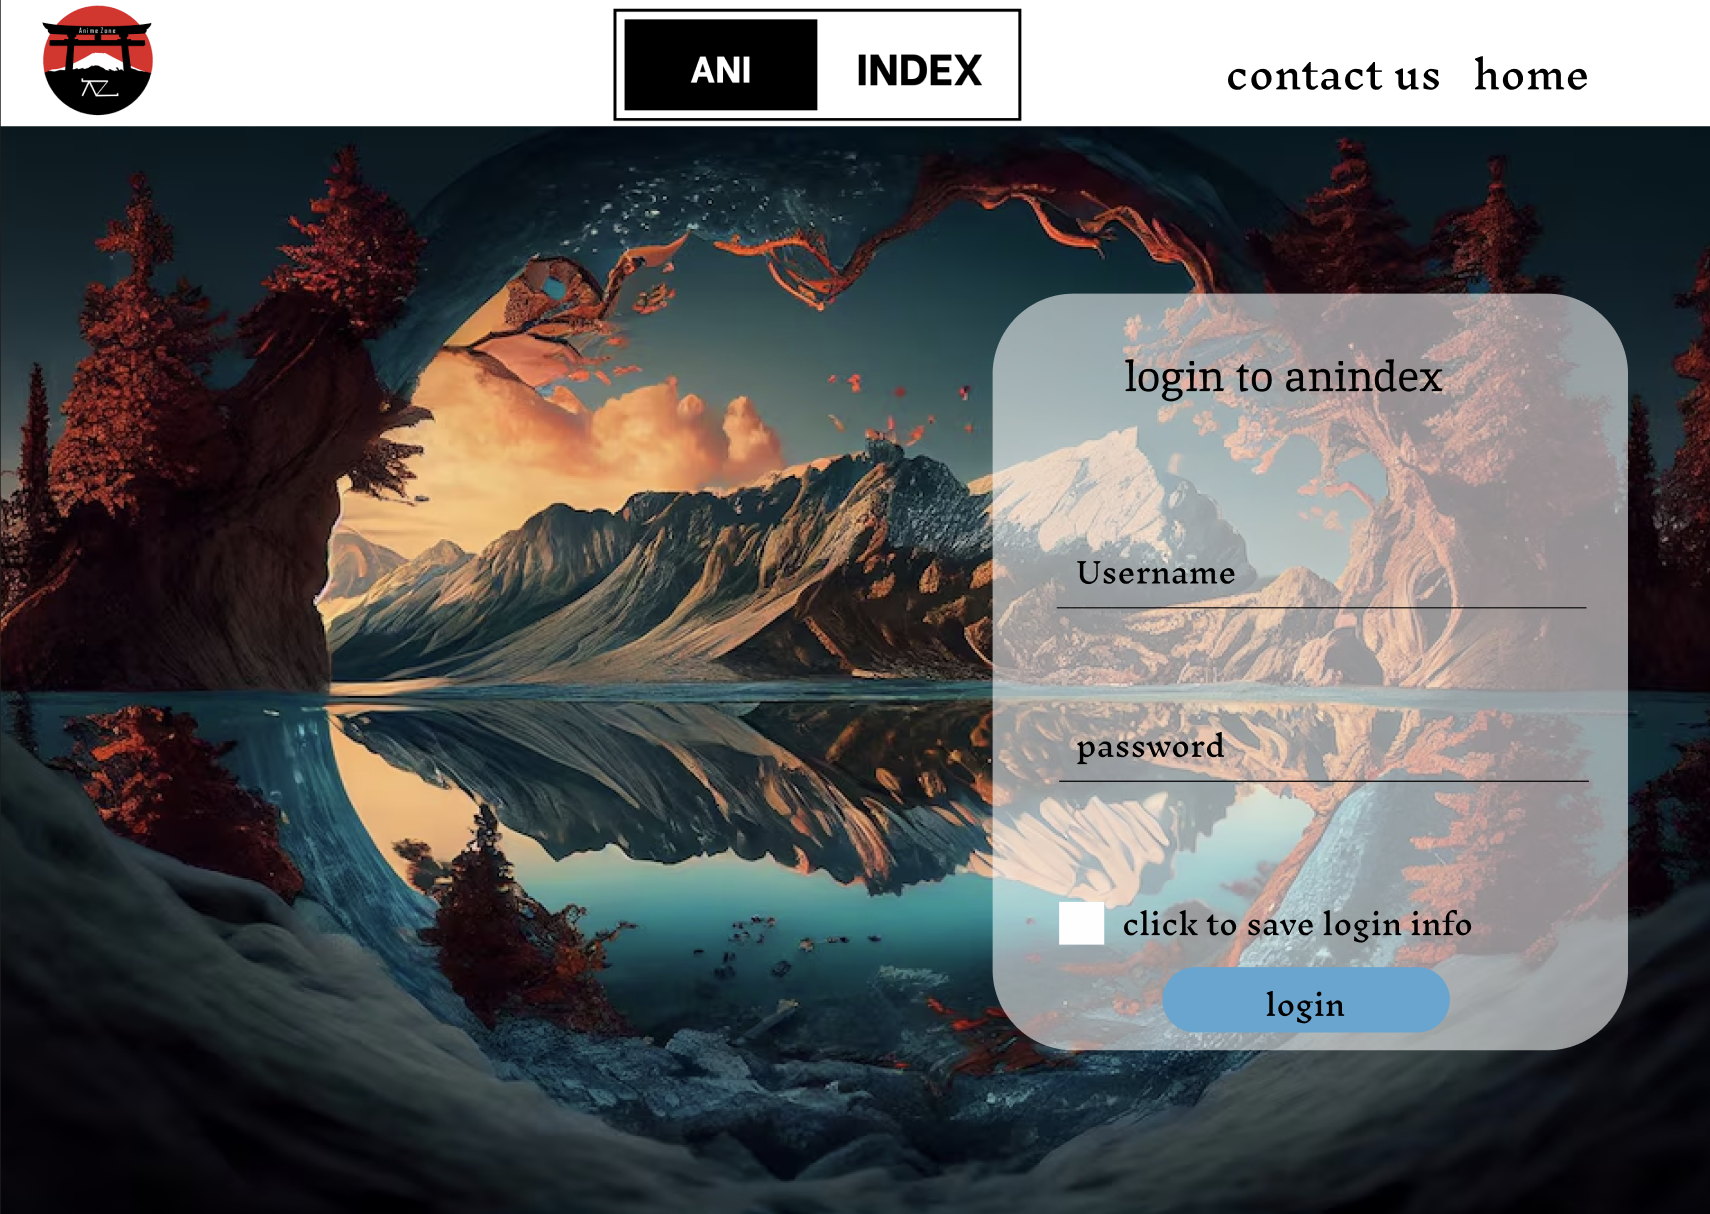 Anime Zone
AZ
ANI INDEX
contact us home
login to anindex
Username
password
click to save login info
login